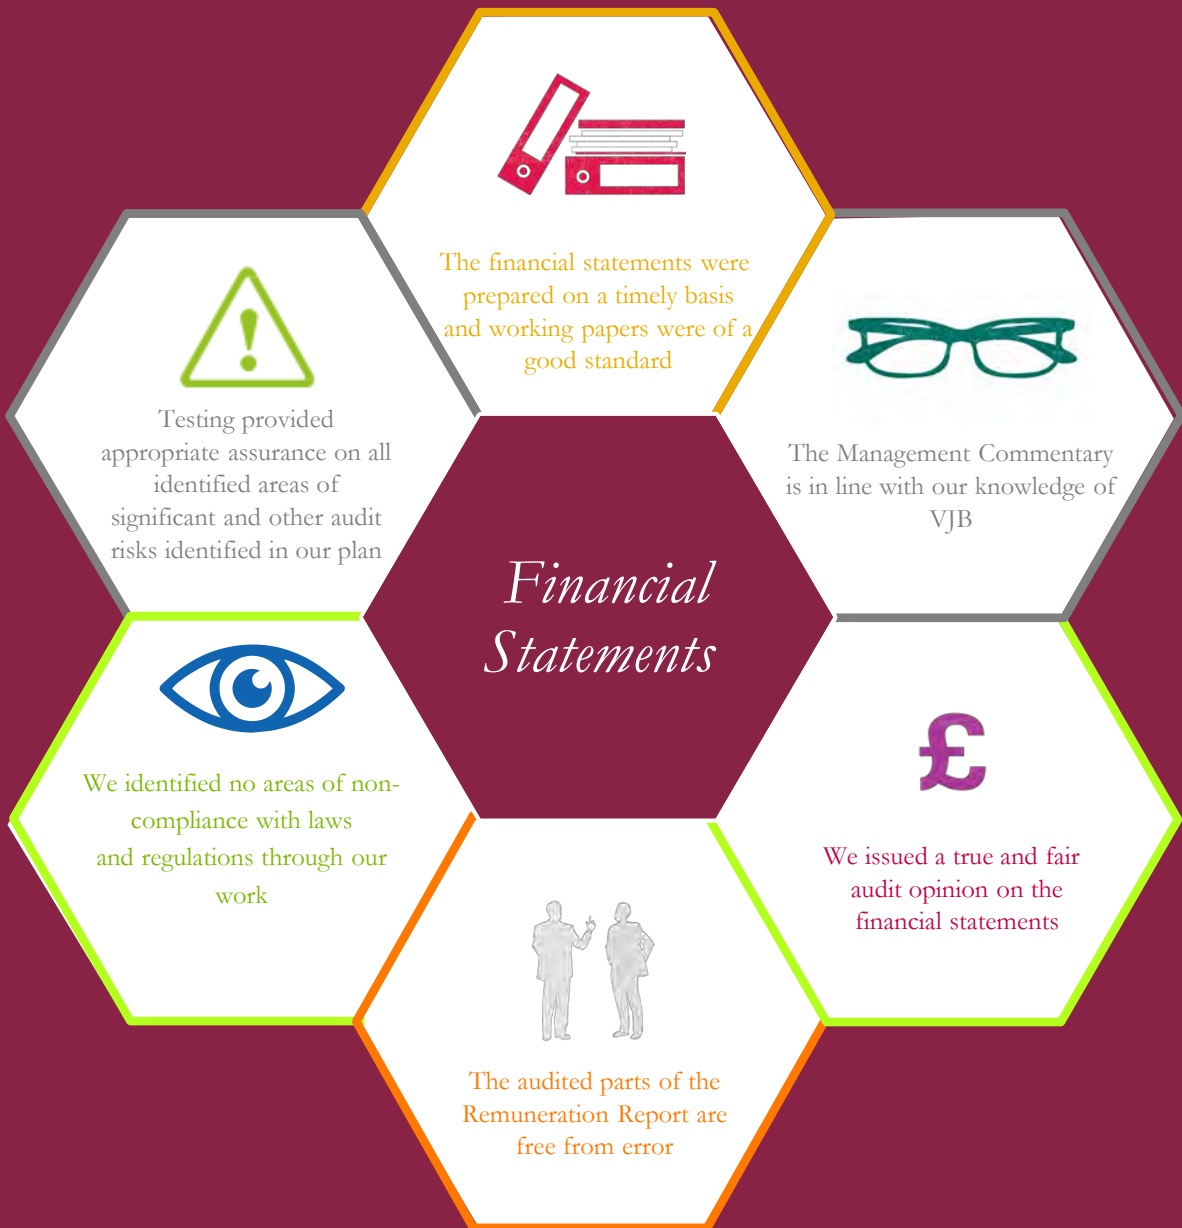 The financial statements were
prepared on a timely basis
and working papers were of a
good standard
Testing provided
appropriate assurance on all
identified areas of
significant and other audit
risks identified in our plan
The Management Commentary
is in line with our knowledge of
VJB
Financial
Statements
We identified no areas of non-
compliance with laws
and regulations through our
work
£
We issued a true and fair
audit opinion on the
financial statements
The audited parts of the
Remuneration Report are
free from error